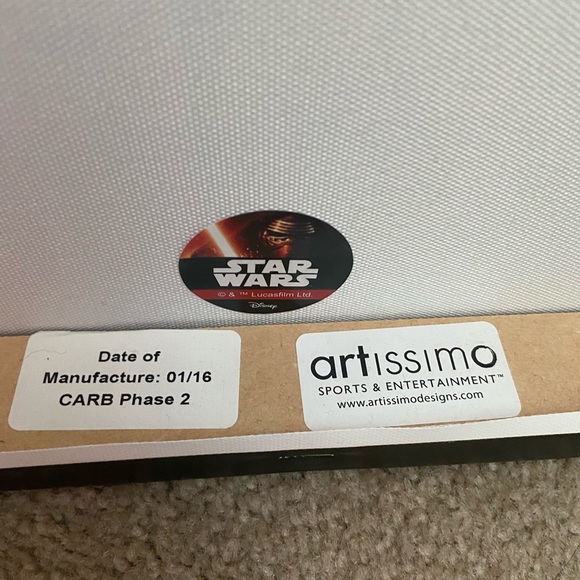 STAR
WARS
© & ™ Lucasfilm Ltd.
Disney
Date of
Manufacture: 01/16
CARB Phase 2
artissimo
SPORTS & ENTERTAINMENT™
www.artissimodesigns.com